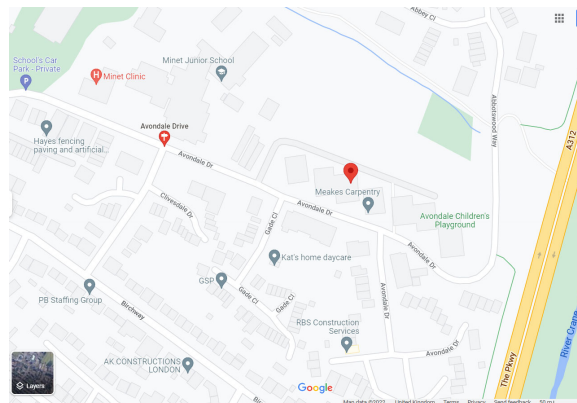 Abbey Cl
School's Car
Park - Private
Minet Junior School
Minet Clinic
P
H
Abbotswood Way
A312
Avondale Drive
Hayes fencing
paving and artificial...
Avondale Dr
Meakes Carpentry
Clivesdale Dr
Avondale Dr
Gade Cl
Avondale Children's
Playground
Avondale Dr
Kat's home daycare
GSP
Gade Cl
PB Staffing Group
Birchway
Gade Cl
Avondale Dr
RBS Construction
Services
Avondale Dr
AK CONSTRUCTIONS
LONDON
The Pkwy
River Crane
Layers
Google
Map data ©2022 United Kingdom Terms Privacy Send feedback 50 m